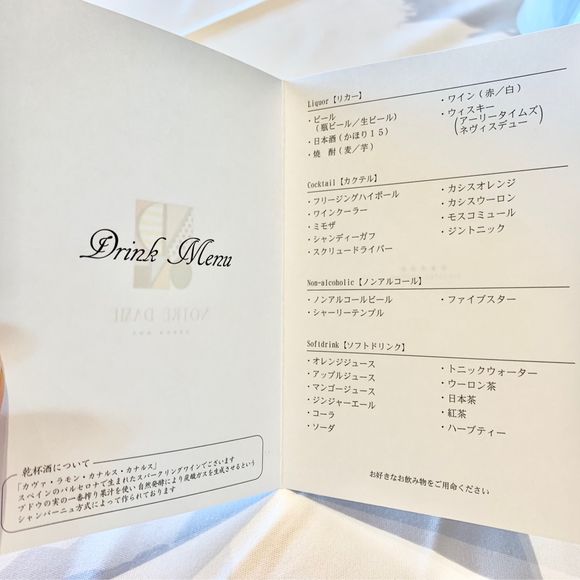 Drink Menu
NOTRE DAME
乾杯酒について
「カヴァ・ラモン・カナルス・カナルス」
スペインのバルセロナで生まれたスパークリングワインでございます
ブドウの実の一番搾り果汁を使い自然発酵により炭酸ガスを生成させるという
シャンパーニュ方式によって作られております
Liquor【リカー】
・ビール
（瓶ビール／生ビール）
・日本酒（かほり１５）
・焼 酎（麦／芋）
・ワイン（赤／白）
・ウィスキー
（アーリータイムズ
ネヴィスデュー）
Cocktail【カクテル】
・フリージングハイボール
・ワインクーラー
・ミモザ
・シャンディーガフ
・スクリュードライバー
・カシスオレンジ
・カシスウーロン
・モスコミュール
・ジントニック
Non-alcoholic【ノンアルコール】
・ノンアルコールビール
・シャーリーテンプル
・ファイブスター
Softdrink【ソフトドリンク】
・オレンジジュース
・アップルジュース
・マンゴージュース
・ジンジャーエール
・コーラ
・ソーダ
・トニックウォーター
・ウーロン茶
・日本茶
・紅茶
・ハーブティー
お好きなお飲み物をご用命ください